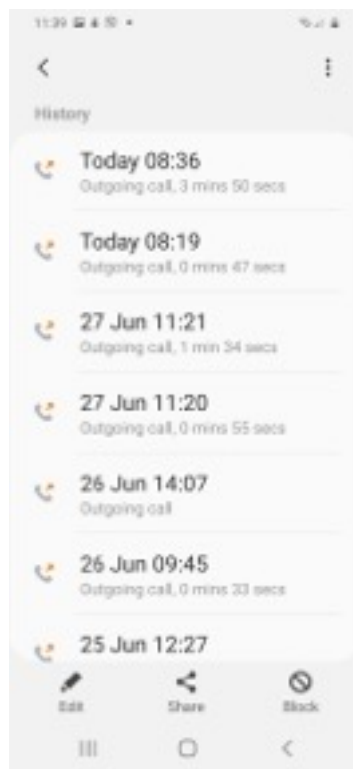 11:39
History
Today 08:36
Outgoing call, 3 mins 50 secs
Today 08:19
Outgoing call, 0 mins 47 secs
27 Jun 11:21
Outgoing call, 1 min 34 secs
27 Jun 11:20
Outgoing call, 0 mins 55 secs
26 Jun 14:07
Outgoing call
26 Jun 09:45
Outgoing call, 0 mins 33 secs
25 Jun 12:27
Edit Share Block